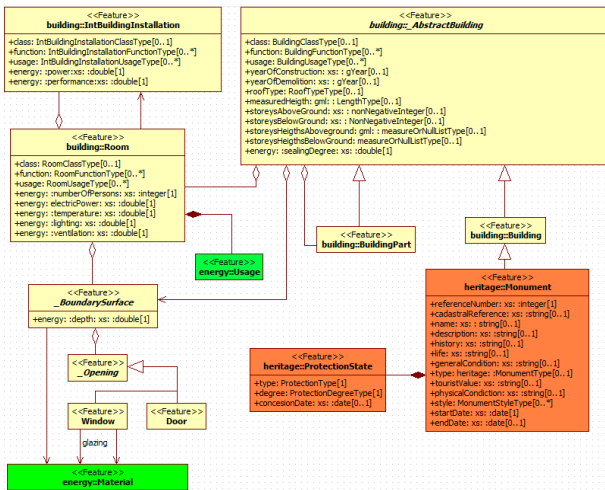 <<Feature>>
building::IntBuildingInstallation
+class: IntBuildingInstallationClassType[0..1]
+function: IntBuildingInstallationFunctionType[0..*]
+usage: IntBuildingInstallationUsageType[0..*]
+energy: :power:xs: :double[1]
+energy: :performance:xs: :double[1]
<<Feature>>
building::_AbstractBuilding
+class: BuildingClassType[0..1]
+function: BuildingFunctionType[0..*]
+usage: BuildingUsageType[0..*]
+yearOfConstruction: xs: : gYear[0..1]
+yearOfDemolition: xs: : gYear[0..1]
+roofType: RoofTypeType[0..1]
+measuredHeigth: gml: : LengthType[0..1]
+storeysAboveGround: xs: : nonNegativeInteger[0..1]
+storeysBelowGround: xs: : NonNegativeInteger[0..1]
+storeysHeigthsAboveground: gml: : measureOrNullListType[0..1]
+storeysHegthsBelowGround: measureOrNullListType[0..1]
+energy: :sealingDegree: xs: :double[1]
<<Feature>>
building::Room
+class: RoomClassType[0..1]
+function: RoomFunctionType[0..*]
+usage: RoomUsageType[0..*]
+energy: :numberOfPersons: xs: :integer[1]
+energy: electricPower: xs: :double[1]
+energy: :temperature: xs: :double[1]
+energy: :lighting: xs: :double[1]
+energy: :ventilation: xs: :double[1]
<<Feature>>
energy::Usage
<<Feature>>
building::BuildingPart
<<Feature>>
building::Building
<<Feature>>
_BoundarySurface
+energy: :depth: xs: :double[1]
<<Feature>>
heritage::Monument
+referenceNumber: xs: :integer[1]
+cadastralReference: xs: :string[0..1]
+name: xs: :string[0..1]
+description: xs: :string[0..1]
+history: xs: :string[0..1]
+life: xs: :string[0..1]
+generalCondition: xs: :string[0..1]
+type: heritage: :MonumentType[0..1]
+touristValue: xs: :string[0..1]
+physicalCondiction: xs: :string[0..1]
+style: MonumentStyleType[0..*]
+startDate: xs: :date[1]
+endDate: xs: :date[0..1]
<<Feature>>
heritage::ProtectionState
+type: ProtectionType[1]
+degree: ProtectionDegreeType[1]
+concesionDate: xs: :date[0..1]
<<Feature>>
_Opening
<<Feature>>
Window
<<Feature>>
Door
glazing
<<Feature>>
energy::Material